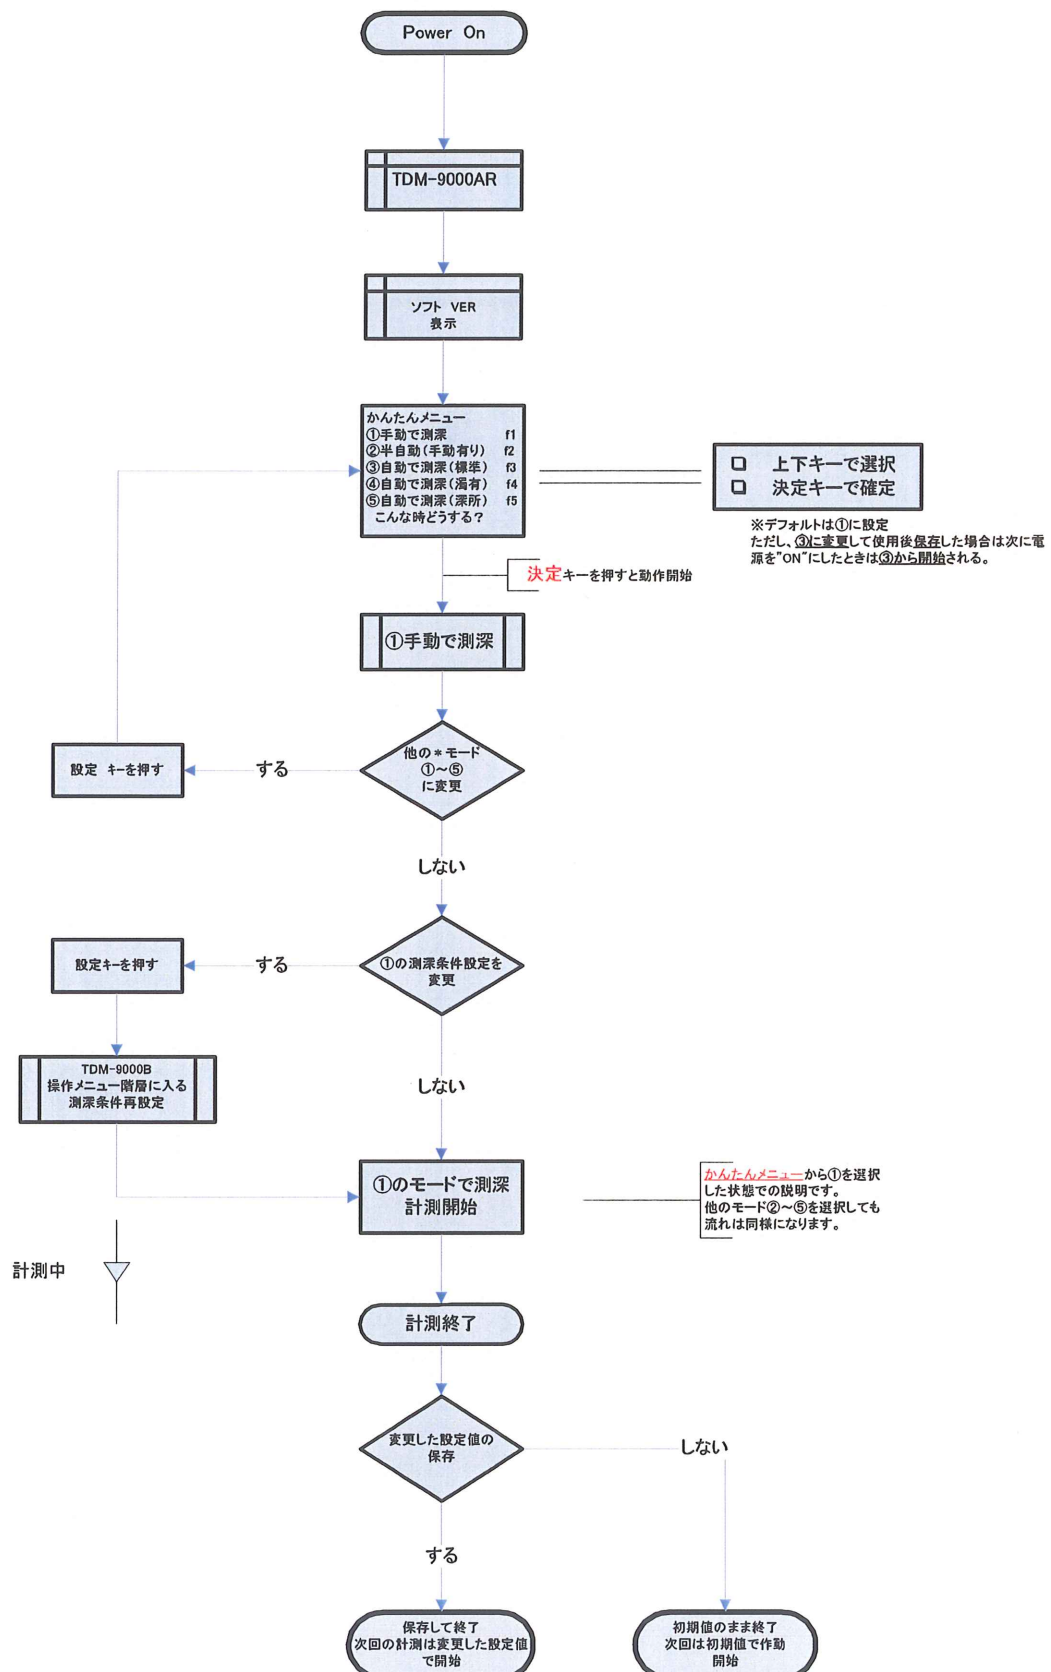 Power On
TDM-9000AR
ソフト VER
表示
かんたんメニュー
①手動で測深 f1
②半自動(手動有り) f2
③自動で測深(標準) f3
④自動で測深(濁有) f4
⑤自動で測深(深所) f5
こんな時どうする?
❑ 上下キーで選択
❑ 決定キーで確定
※デフォルトは①に設定
ただし、③に変更して使用後保存した場合は次に電
源を"ON"にしたときは③から開始される。
決定キーを押すと動作開始
①手動で測深
他の*モード
①~⑤
に変更
する
設定 キーを押す
しない
①の測深条件設定を
変更
する
設定キーを押す
TDM-9000B
操作メニュー階層に入る
測深条件再設定
しない
①のモードで測深
計測開始
かんたんメニューから①を選択
した状態での説明です。
他のモード②~⑤を選択しても
流れは同様になります。
計測中
計測終了
変更した設定値の
保存
しない
する
保存して終了
次回の計測は変更した設定値
で開始
初期値のまま終了
次回は初期値で作動
開始